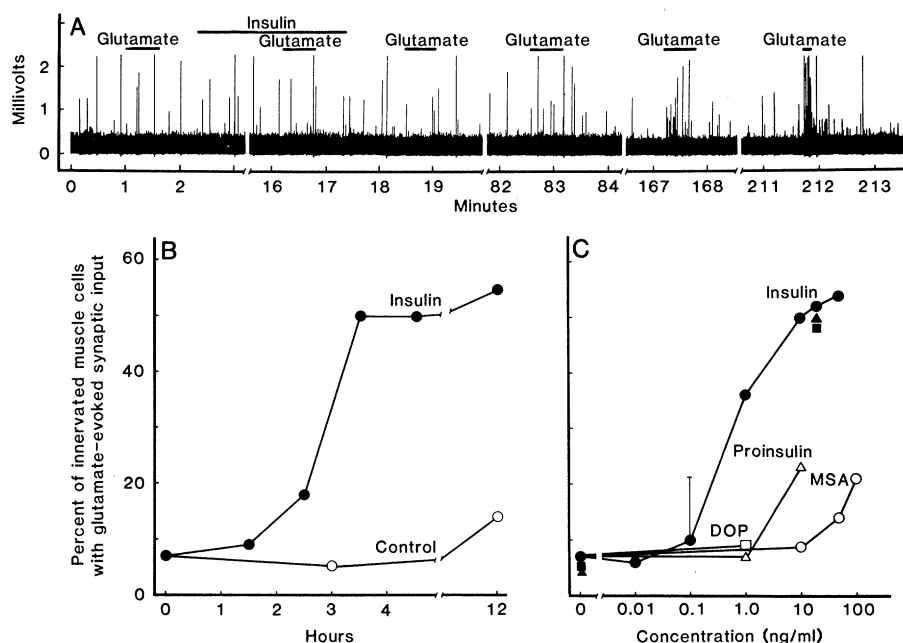 A
Insulin
Glutamate Glutamate Glutamate Glutamate Glutamate Glutamate
Millivolts
2
1
0
0 1 2 16 17 18 19 82 83 84 167 168 211 212 213
Minutes
B
Percent of innervated muscle cells
with glutamate-evoked synaptic input
60
40
20
0
Insulin
Control
0 1 2 3 4 12
Hours
C
Insulin
Proinsulin
MSA
DOP
0 0.01 0.1 1.0 10 100
Concentration (ng/ml)